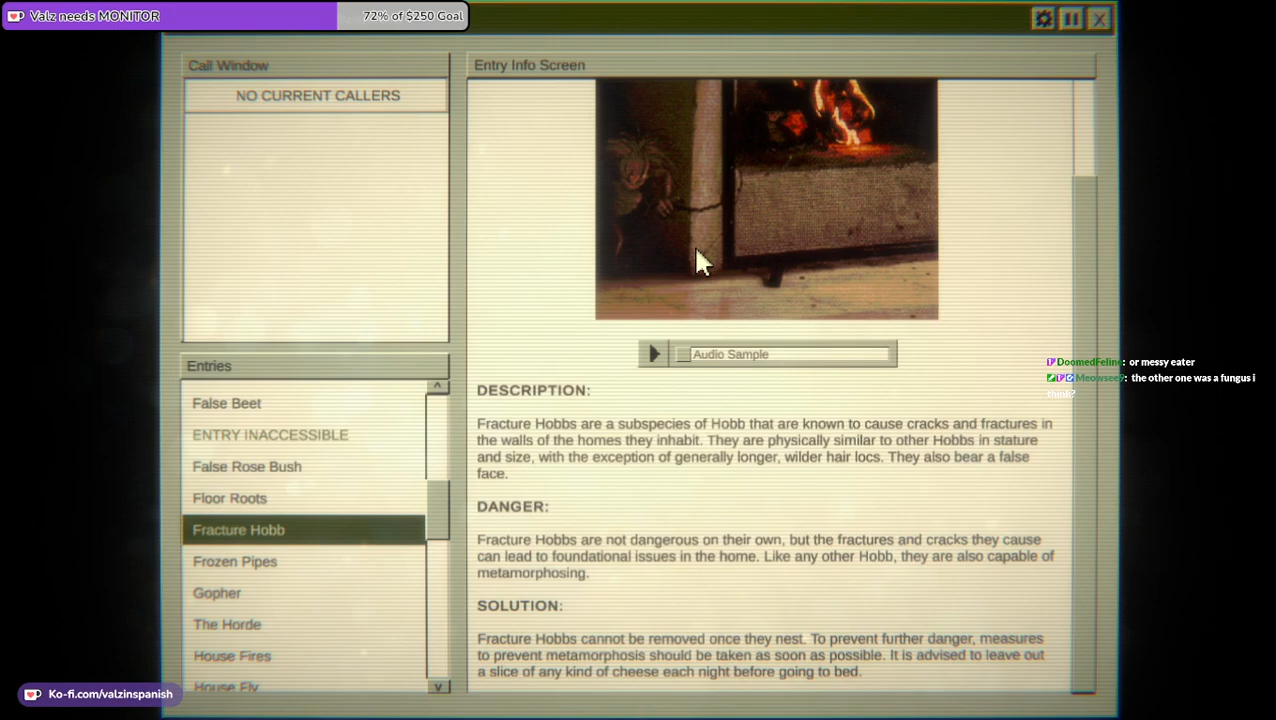 Valz needs MONITOR
72% of $250 Goal
Call Window
NO CURRENT CALLERS
Entry Info Screen
Audio Sample
DESCRIPTION:
Fracture Hobbs are a subspecies of Hobb that are known to cause cracks and fractures in
the walls of the homes they inhabit. They are physically similar to other Hobbs in stature
and size, with the exception of generally longer, wilder hair locs. They also bear a false
face.
DANGER:
Fracture Hobbs are not dangerous on their own, but the fractures and cracks they cause
can lead to foundational issues in the home. Like any other Hobb, they are also capable of
metamorphosing.
SOLUTION:
Fracture Hobbs cannot be removed once they nest. To prevent further danger, measures
to prevent metamorphosis should be taken as soon as possible. It is advised to leave out
a slice of any kind of cheese each night before going to bed.
Entries
False Beet
ENTRY INACCESSIBLE
False Rose Bush
Floor Roots
Fracture Hobb
Frozen Pipes
Gopher
The Horde
House Fires
House Fly
DoomedFeline: or messy eater
the other one was a fungus i
think?
Ko-fi.com/valzinspanish